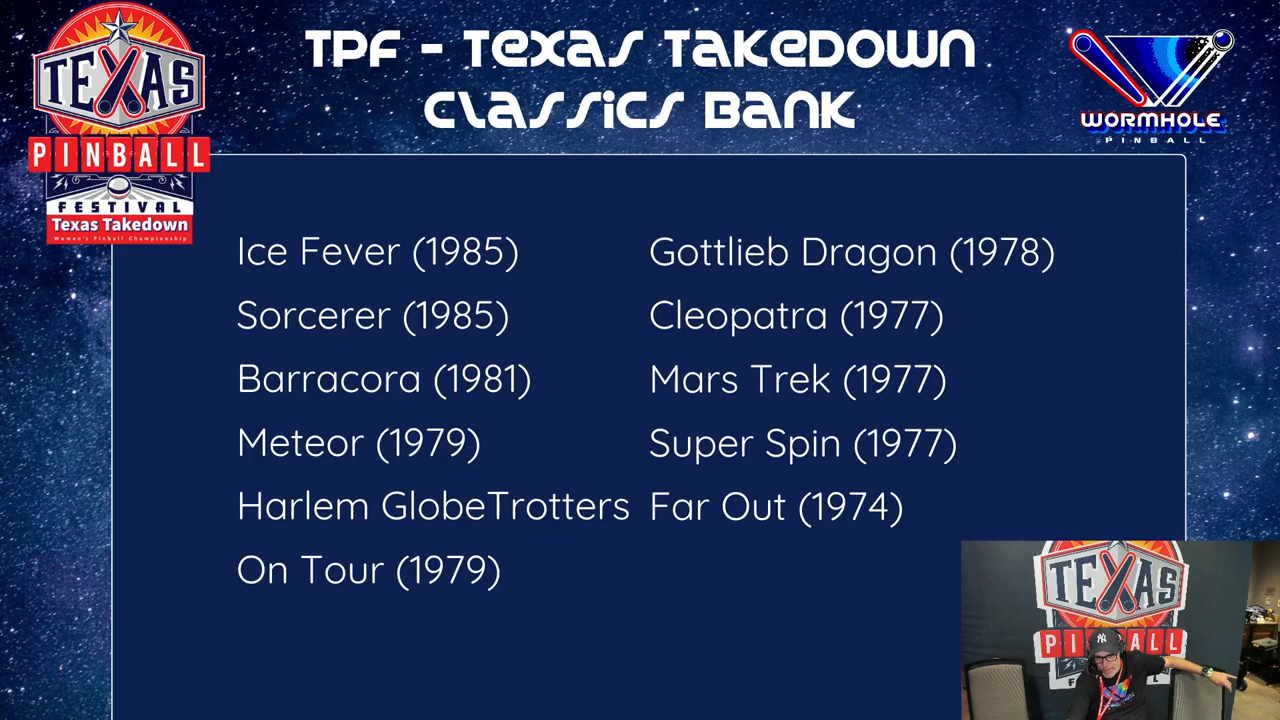 TPF - Texas Takedown
Classics Bank
TEXAS
PINBALL
FESTIVAL
Texas Takedown
Women's Pinball Championship
WORMHOLE
PINBALL
Ice Fever (1985)
Sorcerer (1985)
Barracora (1981)
Meteor (1979)
Harlem GlobeTrotters
On Tour (1979)
Gottlieb Dragon (1978)
Cleopatra (1977)
Mars Trek (1977)
Super Spin (1977)
Far Out (1974)
TEXAS
PI ALL